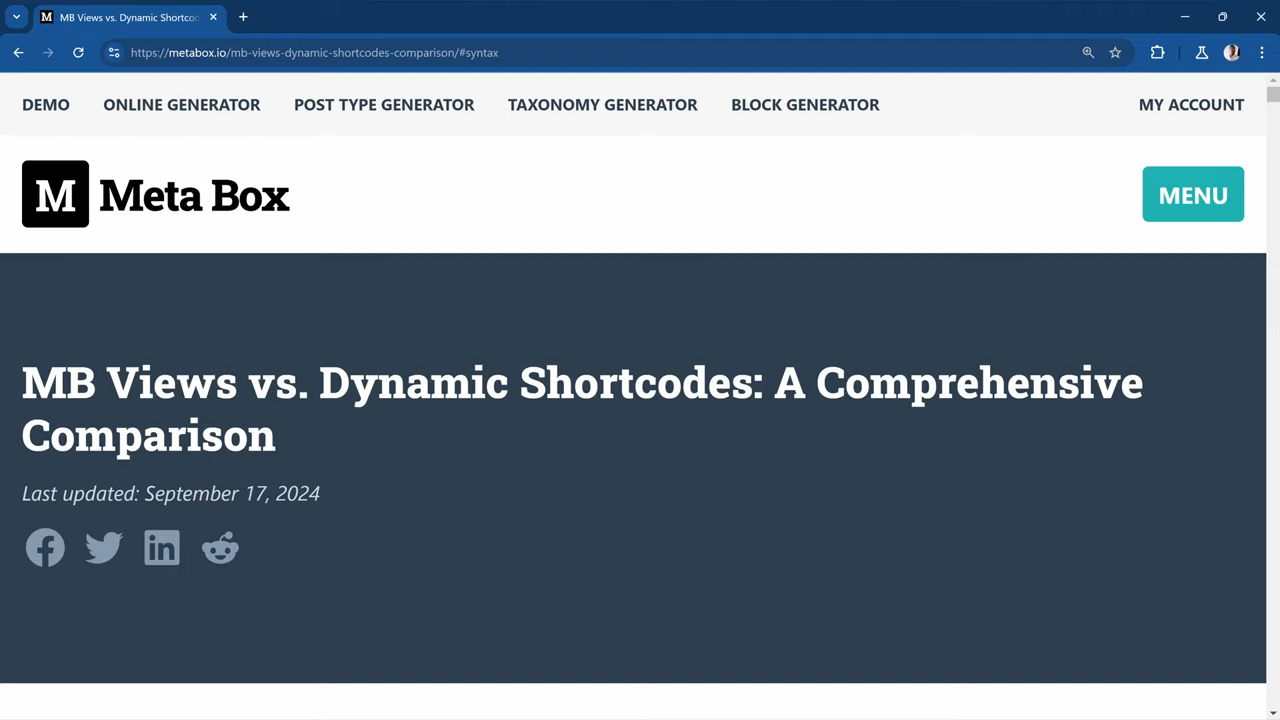 M MB Views vs. Dynamic Shortco
https://metabox.io/mb-views-dynamic-shortcodes-comparison/#syntax
DEMO ONLINE GENERATOR POST TYPE GENERATOR TAXONOMY GENERATOR BLOCK GENERATOR MY ACCOUNT
M Meta Box MENU
MB Views vs. Dynamic Shortcodes: A Comprehensive
Comparison
Last updated: September 17, 2024